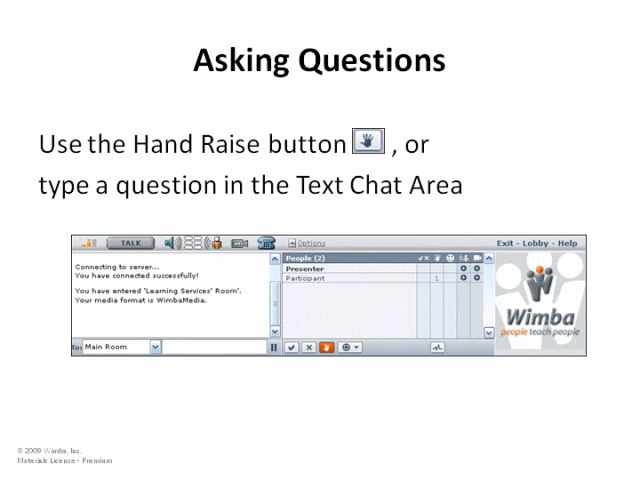 Asking Questions
Use the Hand Raise button , or
type a question in the Text Chat Area
TALK
Options
Exit - Lobby - Help
Connecting to server...
You have connected successfully!
You have entered 'Learning Services' Room'.
Your media format is WimbaMedia.
People (2)
Presenter
Participant 1
Wimba
people teach people
To: Main Room
© 2009 Wimba, Inc.
Materials License - Premium